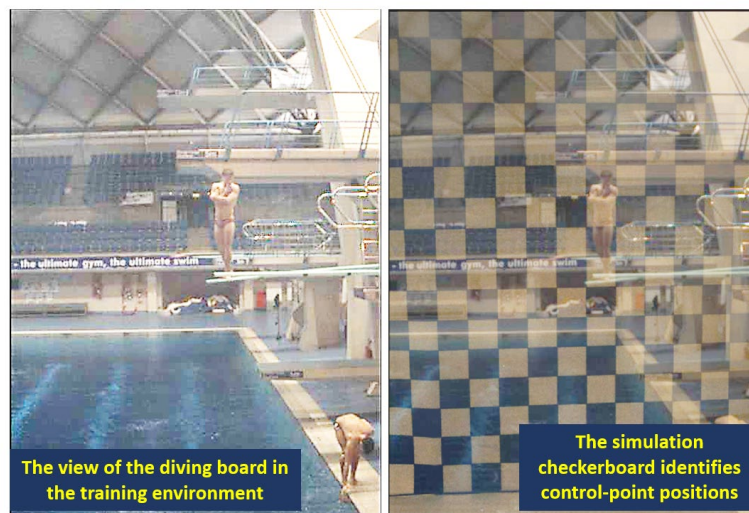 - the ultimate gym, the ultimate swim
The view of the diving board in
the training environment
- the ultimate gym, the ultimate swim
The simulation
checkerboard identifies
control-point positions